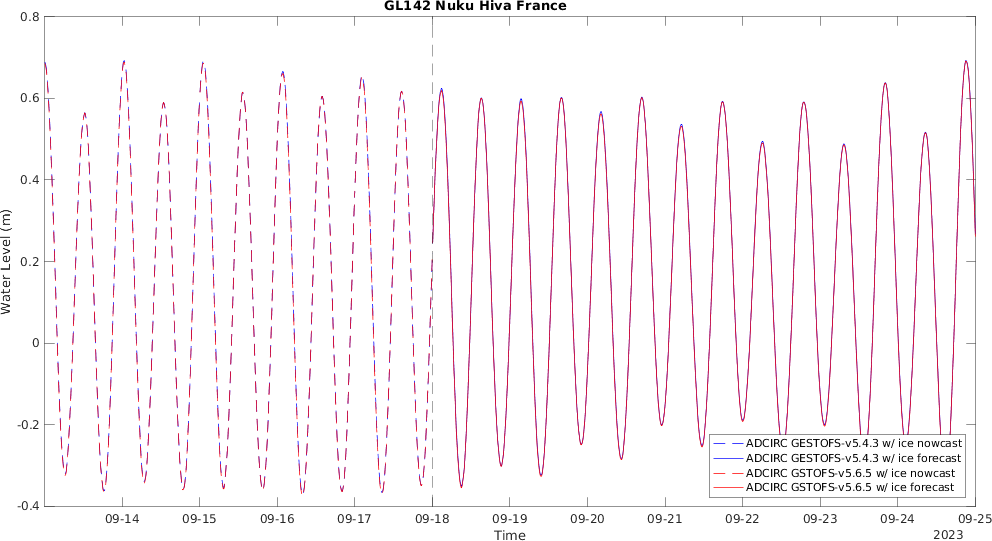 GL142 Nuku Hiva France
0.8
0.6
0.4
0.2
0
-0.2
-0.4
Water Level (m)
ADCIRC GESTOFS-v5.4.3 w/ ice nowcast
ADCIRC GESTOFS-v5.4.3 w/ ice forecast
ADCIRC GSTOFS-v5.6.5 w/ ice nowcast
ADCIRC GSTOFS-v5.6.5 w/ ice forecast
09-14 09-15 09-16 09-17 09-18 09-19 09-20 09-21 09-22 09-23 09-24 09-25
Time
2023